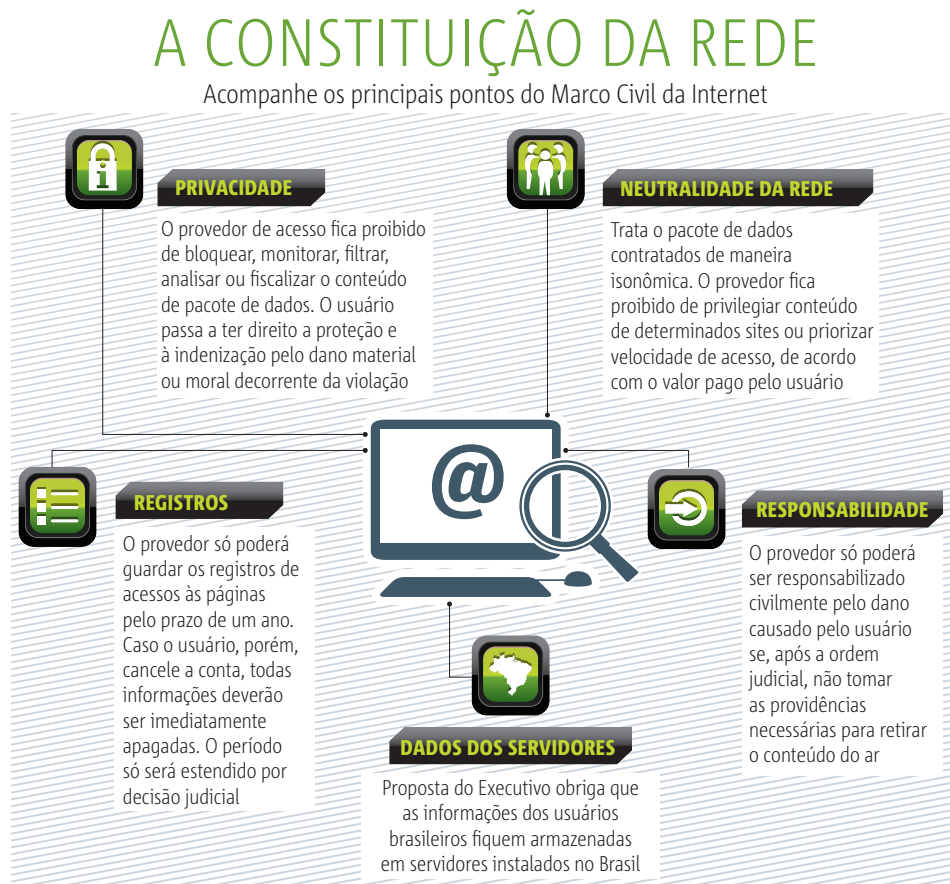 A CONSTITUIÇÃO DA REDE
Acompanhe os principais pontos do Marco Civil da Internet
PRIVACIDADE
O provedor de acesso fica proibido
de bloquear, monitorar, filtrar,
analisar ou fiscalizar o conteúdo
de pacote de dados. O usuário
passa a ter direito a proteção e
à indenização pelo dano material
ou moral decorrente da violação
NEUTRALIDADE DA REDE
Trata o pacote de dados
contratados de maneira
isonômica. O provedor fica
proibido de privilegiar conteúdo
de determinados sites ou priorizar
velocidade de acesso, de acordo
com o valor pago pelo usuário
@
REGISTROS
O provedor só poderá
guardar os registros de
acessos às páginas
pelo prazo de um ano.
Caso o usuário, porém,
cancele a conta, todas
informações deverão
ser imediatamente
apagadas. O período
só será estendido por
decisão judicial
RESPONSABILIDADE
O provedor só poderá
ser responsabilizado
civilmente pelo dano
causado pelo usuário
se, após a ordem
judicial, não tomar
as providências
necessárias para retirar
o conteúdo do ar
DADOS DOS SERVIDORES
Proposta do Executivo obriga que
as informações dos usuários
brasileiros fiquem armazenadas
em servidores instalados no Brasil